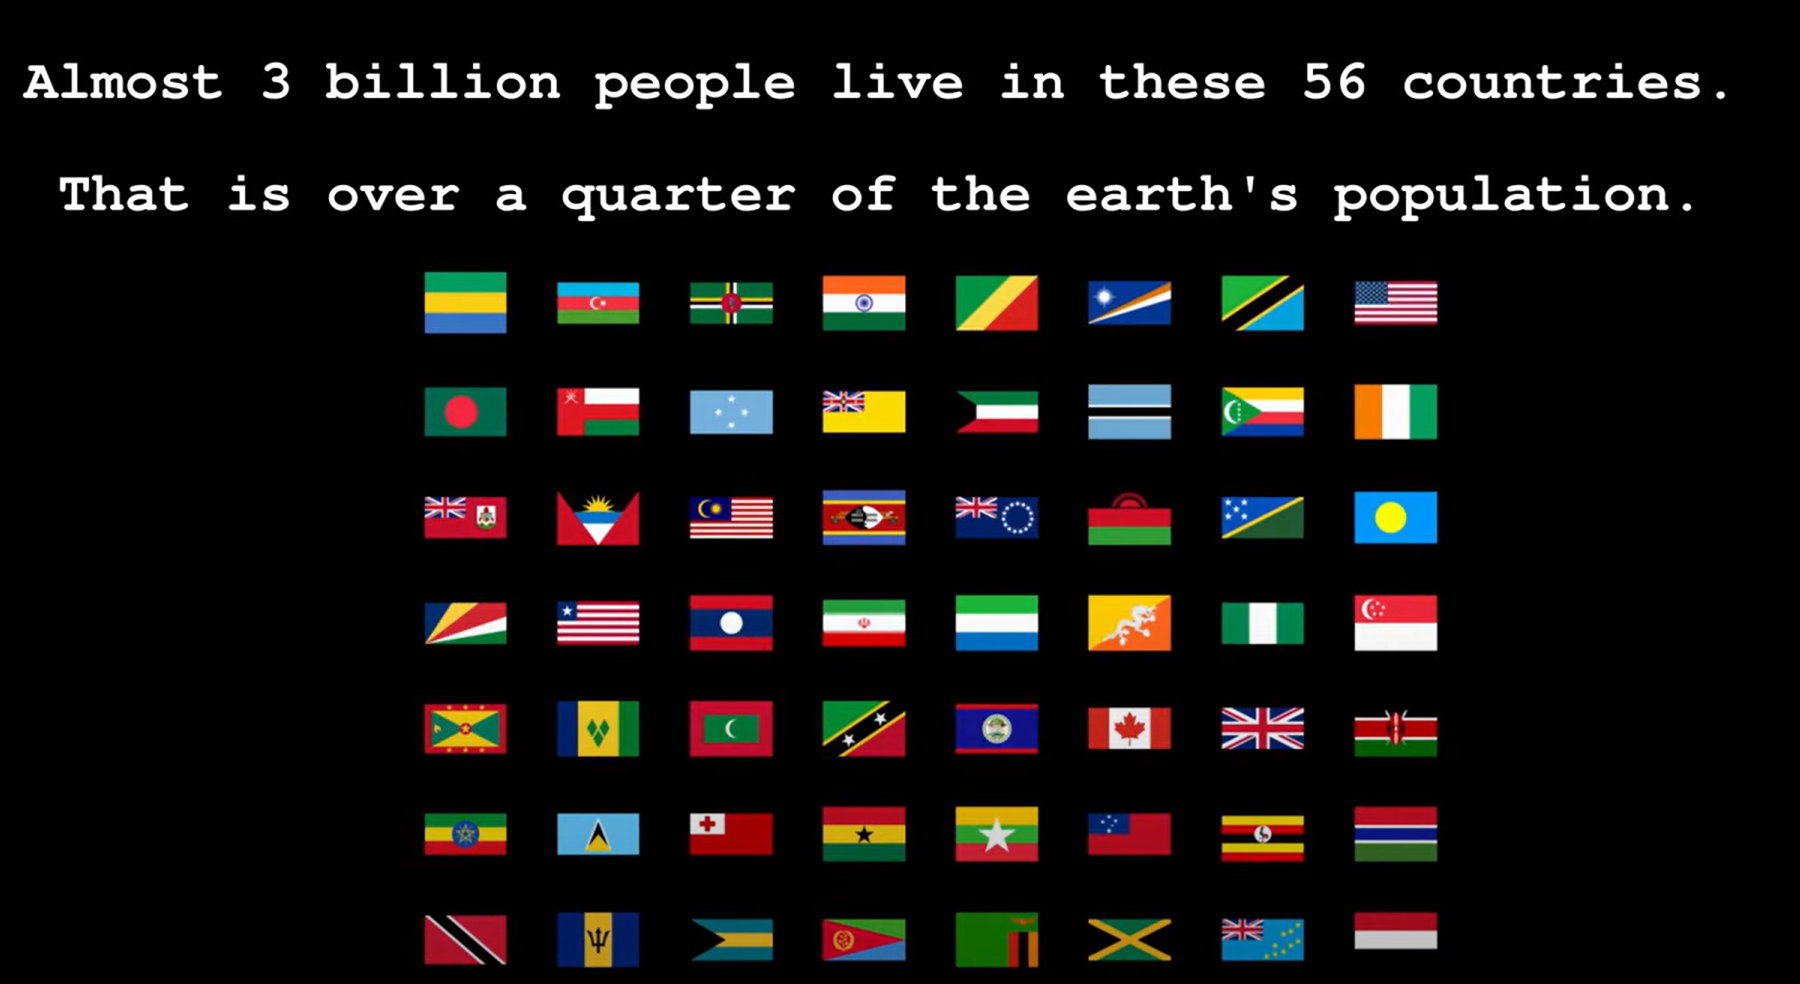 Almost 3 billion people live in these 56 countries.
That is over a quarter of the earth's population.